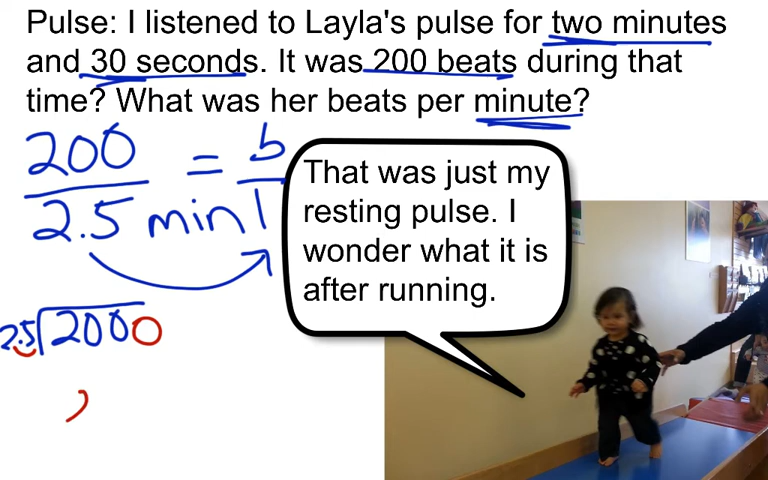 Pulse: I listened to Layla's pulse for two minutes
and 30 seconds. It was 200 beats during that
time? What was her beats per minute?
200 = b
2.5 min 1
That was just my
resting pulse. I
wonder what it is
after running.
2.5 2000